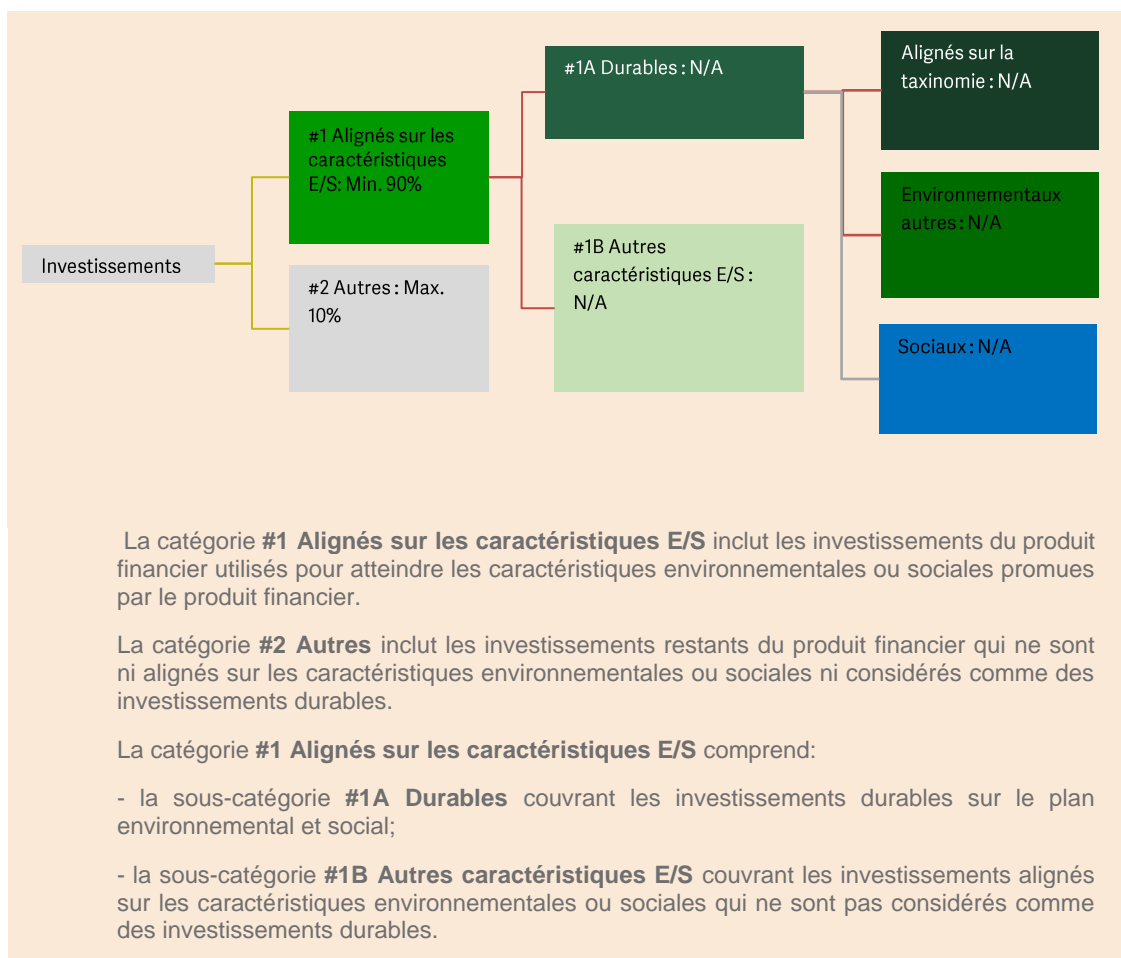 Investissements
#1 Alignés sur les
caractéristiques
E/S: Min. 90%
#2 Autres : Max.
10%
#1A Durables : N/A
#1B Autres
caractéristiques E/S :
N/A
Alignés sur la
taxinomie : N/A
Environnementaux
autres : N/A
Sociaux : N/A
La catégorie #1 Alignés sur les caractéristiques E/S inclut les investissements du produit
financier utilisés pour atteindre les caractéristiques environnementales ou sociales promues
par le produit financier.
La catégorie #2 Autres inclut les investissements restants du produit financier qui ne sont
ni alignés sur les caractéristiques environnementales ou sociales ni considérés comme des
investissements durables.
La catégorie #1 Alignés sur les caractéristiques E/S comprend:
- la sous-catégorie #1A Durables couvrant les investissements durables sur le plan
environnemental et social;
- la sous-catégorie #1B Autres caractéristiques E/S couvrant les investissements alignés
sur les caractéristiques environnementales ou sociales qui ne sont pas considérés comme
des investissements durables.